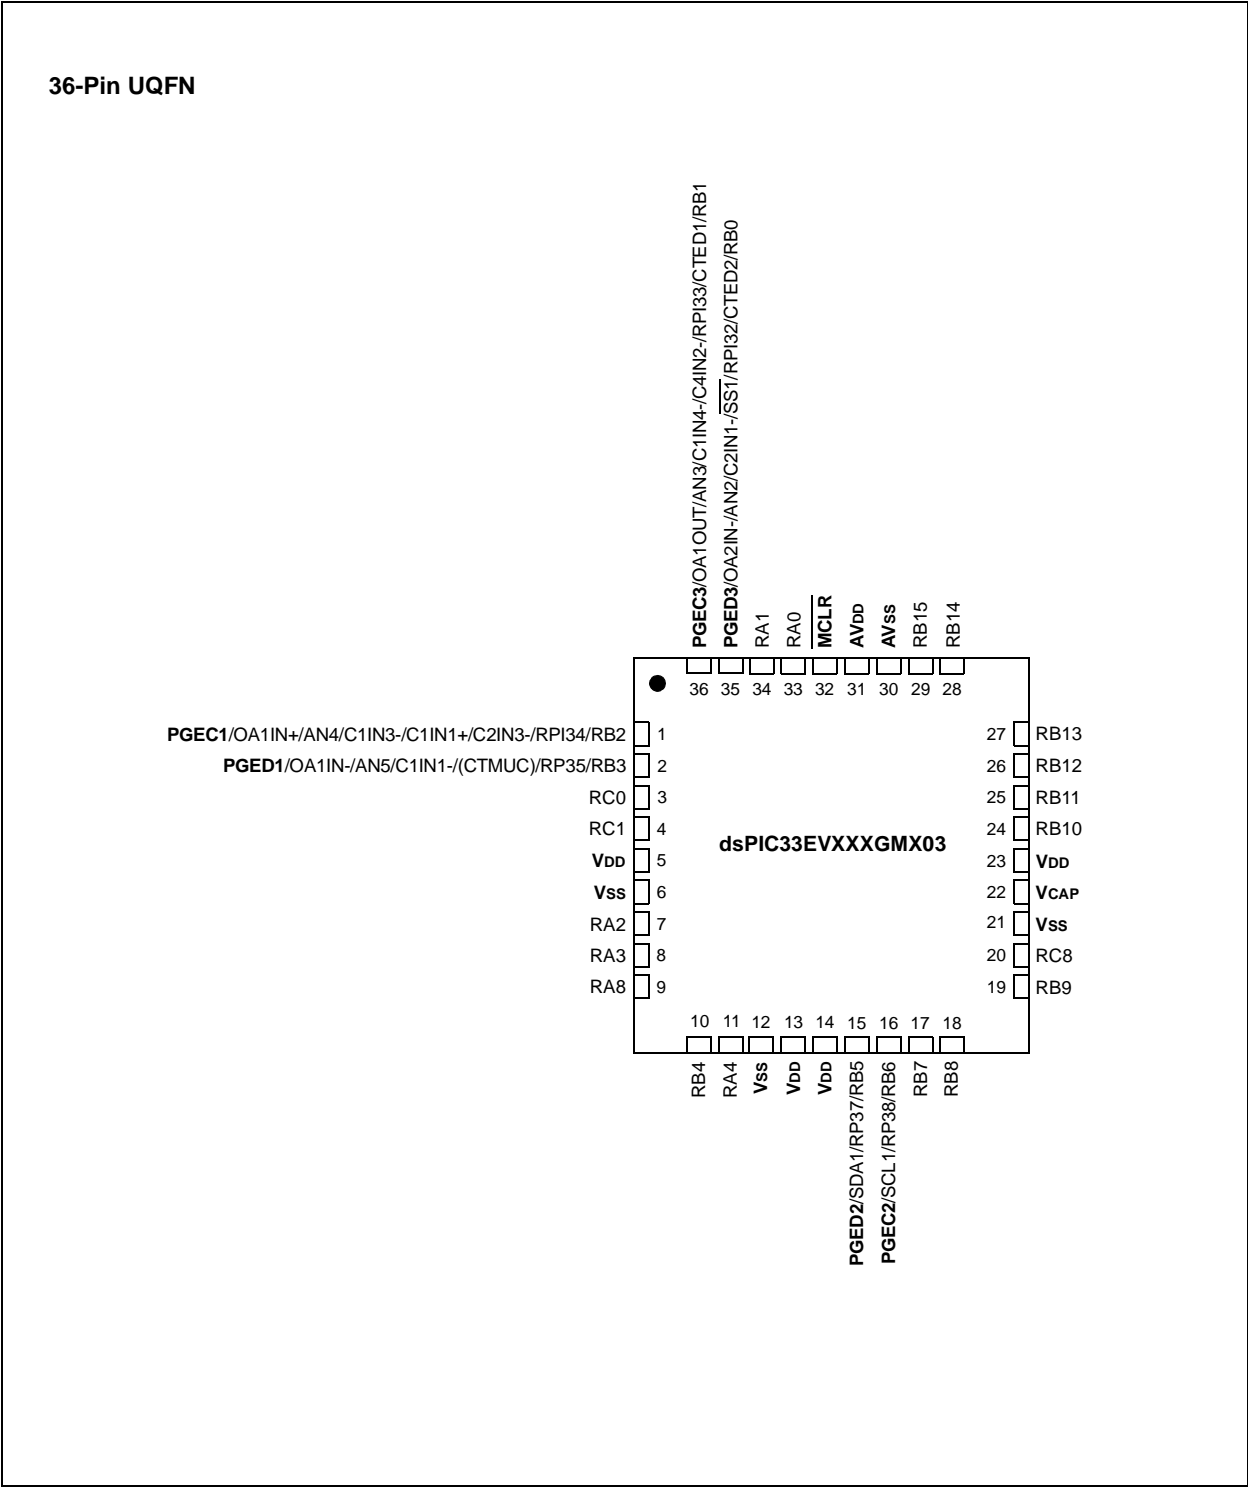 36-Pin UQFN
PGEC3/OA1OUT/AN3/C1IN4-/C4IN2-/RPI33/CTED1/RB1
PGED3/OA2IN-/AN2/C2IN1-/SS1/RPI32/CTED2/RB0
RA1
RA0
MCLR
AVDD
AVSS
RB15
RB14
36 35 34 33 32 31 30 29 28
PGEC1/OA1IN+/AN4/C1IN3-/C1IN1+/C2IN3-/RPI34/RB2 1
27 RB13
PGED1/OA1IN-/AN5/C1IN1-/(CTMUC)/RP35/RB3 2
26 RB12
RC0 3
25 RB11
RC1 4
24 RB10
dsPIC33EVXXXGMX03
VDD 5
23 VDD
VSS 6
22 VCAP
RA2 7
21 VSS
RA3 8
20 RC8
RA8 9
19 RB9
10 11 12 13 14 15 16 17 18
RB4
RA4
VSS
VDD
VDD
PGED2/SDA1/RP37/RB5
PGEC2/SCL1/RP38/RB6
RB7
RB8